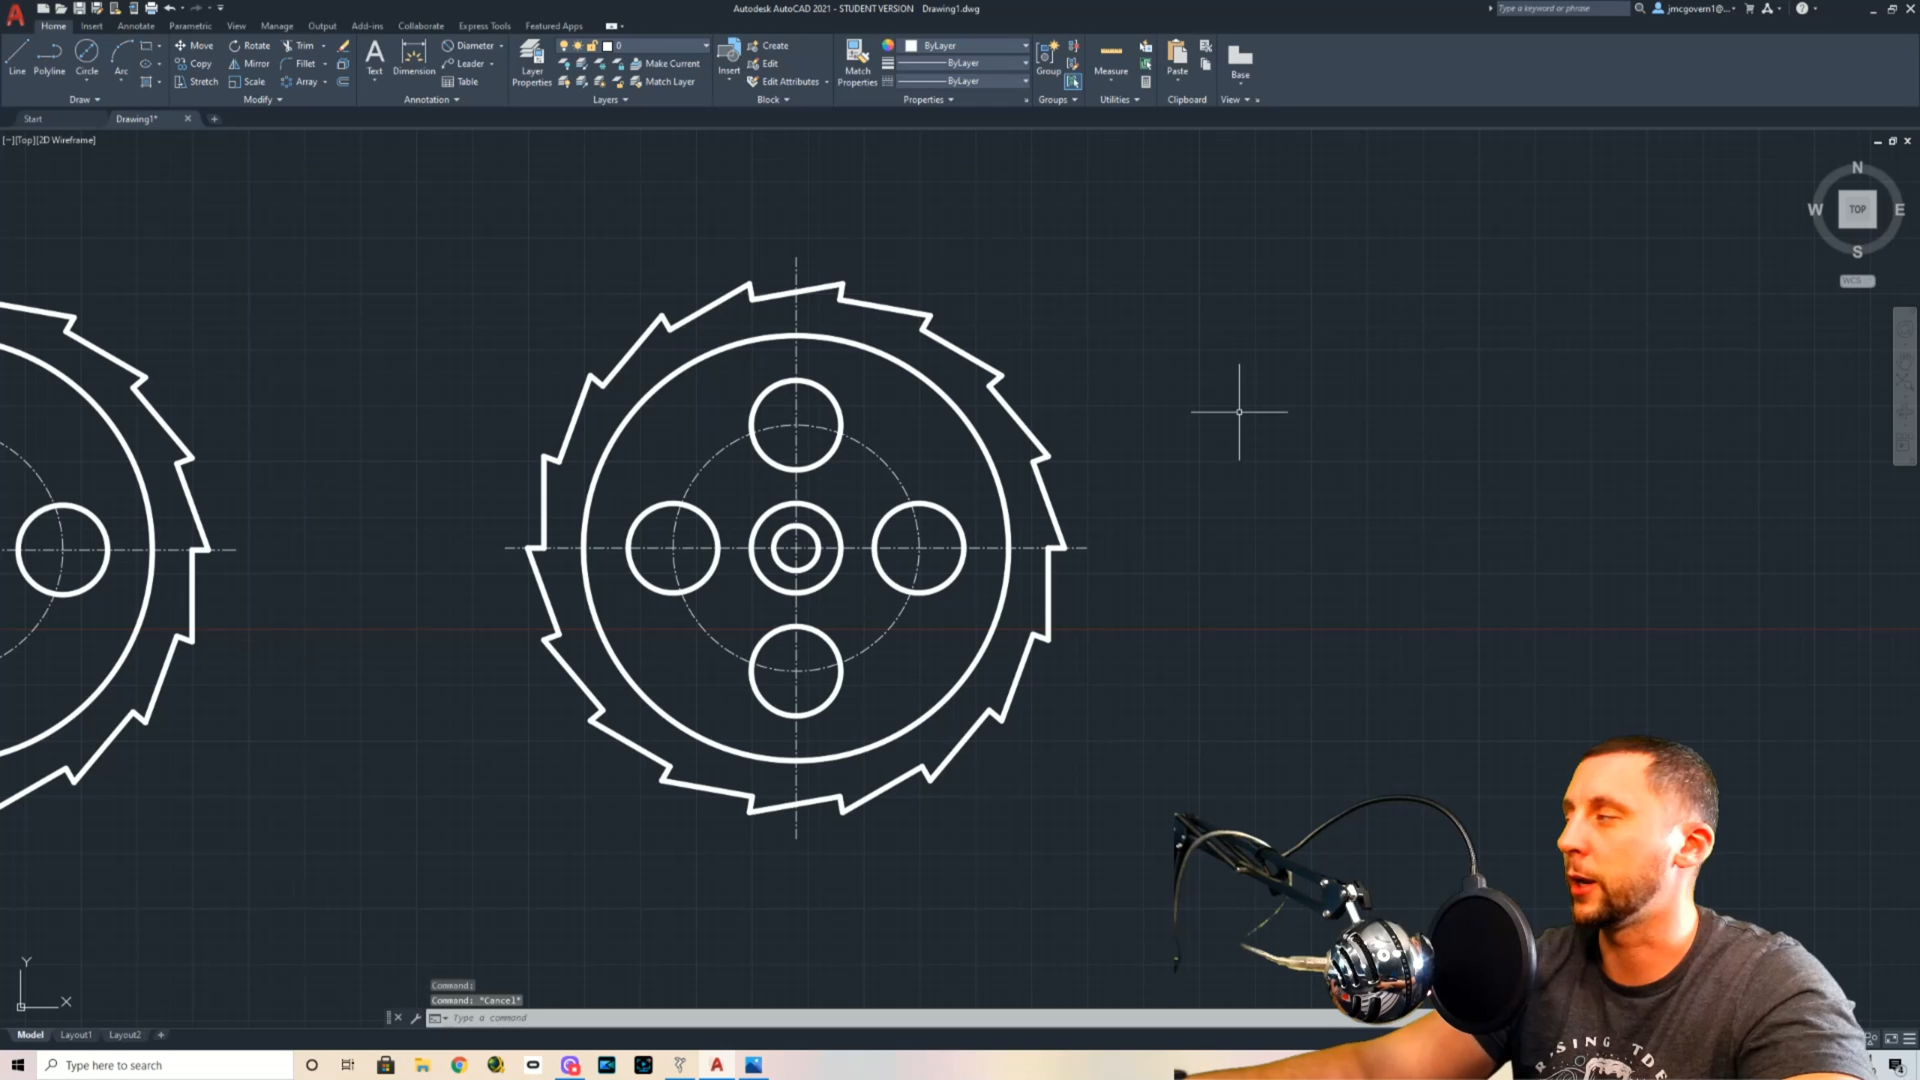 Autodesk AutoCAD 2021 - STUDENT VERSION Drawing1.dwg
Type a keyword or phrase
jmcgovern1@...
Home Insert Annotate Parametric View Manage Output Add-ins Collaborate Express Tools Featured Apps
Line Polyline Circle Arc
Move Rotate Trim
Copy Mirror Fillet
Stretch Scale Array
Text Dimension
Diameter
Leader
Table
Layer Properties
0
Make Current
Match Layer
Insert
Create
Edit
Edit Attributes
Match Properties
ByLayer
ByLayer
ByLayer
Group
Measure
Paste
Base
Draw Modify Annotation Layers Block Properties Groups Utilities Clipboard View
Start Drawing1*
[−][Top][2D Wireframe]
N
W TOP E
S
WCS
Y
X
Command:
Command: *Cancel*
Type a command
Model Layout1 Layout2
Type here to search
4